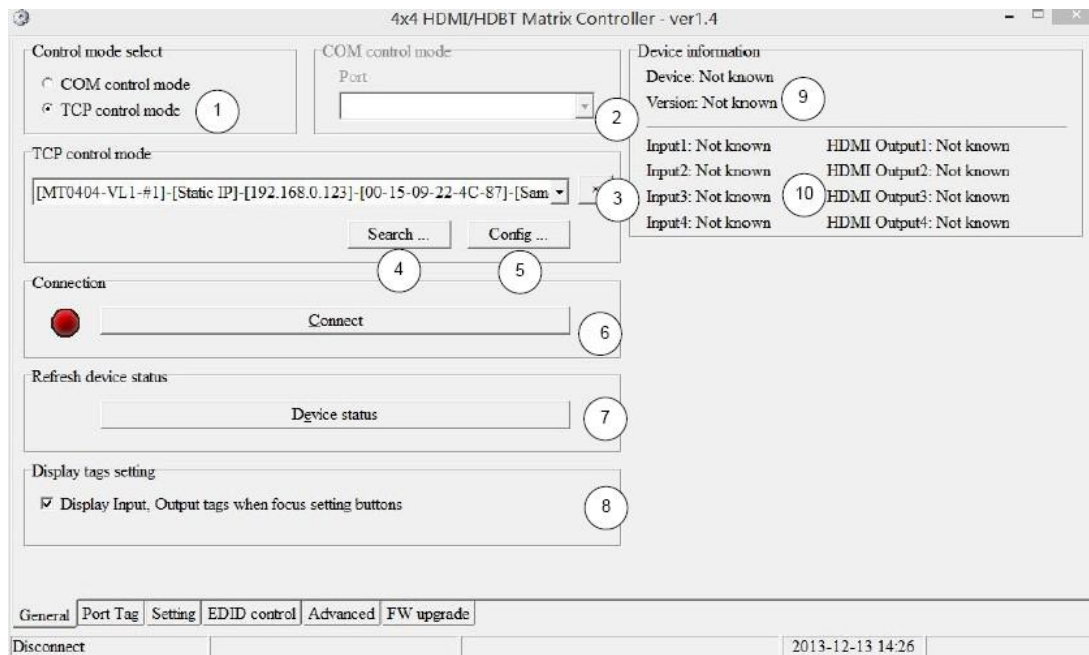 4x4 HDMI/HDBT Matrix Controller - ver1.4
Control mode select
COM control mode
TCP control mode
1
COM control mode
Port
2
TCP control mode
[MT0404-VL1-#1]-[Static IP]-[192.168.0.123]-[00-15-09-22-4C-87]-[Sam
3
Search ...
Config ...
4
5
Connection
Connect
6
Refresh device status
Device status
7
Display tags setting
Display Input, Output tags when focus setting buttons
8
Device information
Device: Not known
Version: Not known
9
Input1: Not known HDMI Output1: Not known
Input2: Not known HDMI Output2: Not known
10
Input3: Not known HDMI Output3: Not known
Input4: Not known HDMI Output4: Not known
General Port Tag Setting EDID control Advanced FW upgrade
Disconnect 2013-12-13 14:26